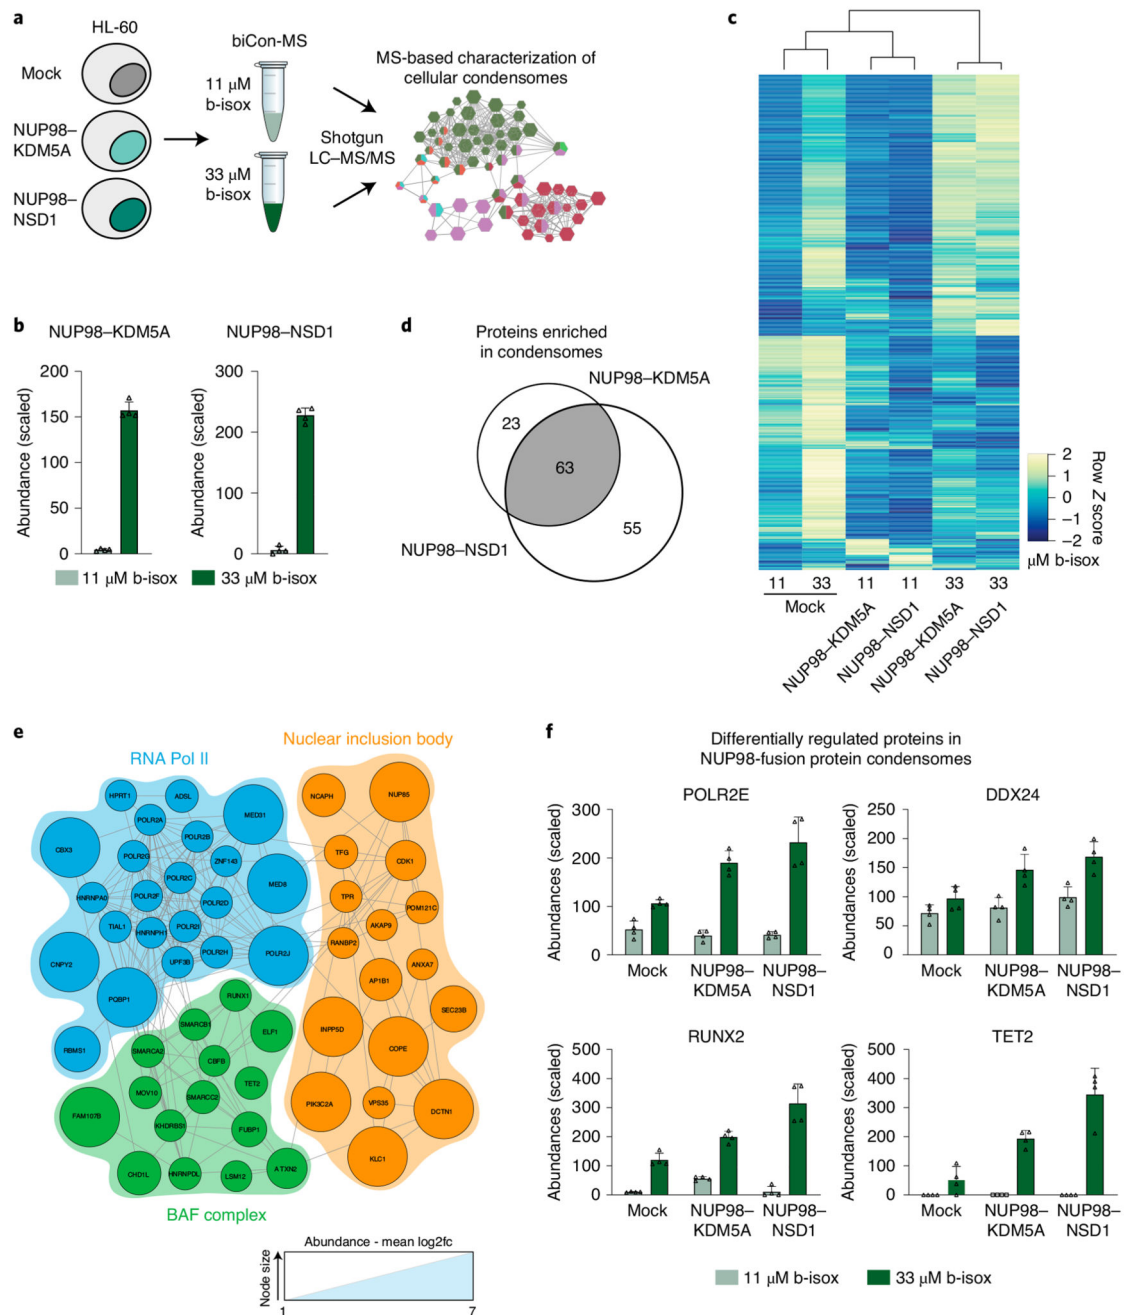 a
HL-60
Mock
NUP98–
KDM5A
NUP98–
NSD1
biCon-MS
11 μM
b-isox
33 μM
b-isox
Shotgun
LC–MS/MS
MS-based characterization of
cellular condensomes
b
NUP98–KDM5A
Abundance (scaled)
200
150
100
50
0
NUP98–NSD1
Abundance (scaled)
300
200
100
0
11 μM b-isox
33 μM b-isox
c
2
1
0
−1
−2
Row Z score
μM b-isox
11
33
11
11
33
33
Mock
NUP98–KDM5A
NUP98–NSD1
NUP98–KDM5A
NUP98–NSD1
d
Proteins enriched
in condensomes
NUP98–KDM5A
23
63
55
NUP98–NSD1
e
RNA Pol II
HPRT1
ADSL
POLR2A
MED31
CBX3
POLR2B
POLR2G
ZNF143
POLR2C
MED8
HNRNPA0
POLR2F
POLR2D
TIAL1
HNRNPH1
POLR2I
POLR2H
POLR2J
CNPY2
UPF3B
PQBP1
RBMS1
Nuclear inclusion body
NCAPH
NUP85
TFG
CDK1
TPR
POM121C
AKAP9
RANBP2
ANXA7
AP1B1
SEC23B
INPP5D
COPE
PIK3C2A
VPS35
DCTN1
KLC1
RUNX1
SMARCB1
ELF1
SMARCA2
CBFB
TET2
MOV10
SMARCC2
FAM107B
KHDRBS1
FUBP1
CHD1L
HNRNPDL
LSM12
ATXN2
BAF complex
Abundance - mean log2fc
Node size
1
7
f
Differentially regulated proteins in
NUP98-fusion protein condensomes
POLR2E
Abundances (scaled)
300
200
100
0
Mock
NUP98–
KDM5A
NUP98–
NSD1
DDX24
Abundances (scaled)
250
200
150
100
50
0
Mock
NUP98–
KDM5A
NUP98–
NSD1
RUNX2
Abundances (scaled)
500
400
300
200
100
0
Mock
NUP98–
KDM5A
NUP98–
NSD1
TET2
Abundances (scaled)
500
400
300
200
100
0
Mock
NUP98–
KDM5A
NUP98–
NSD1
11 μM b-isox
33 μM b-isox